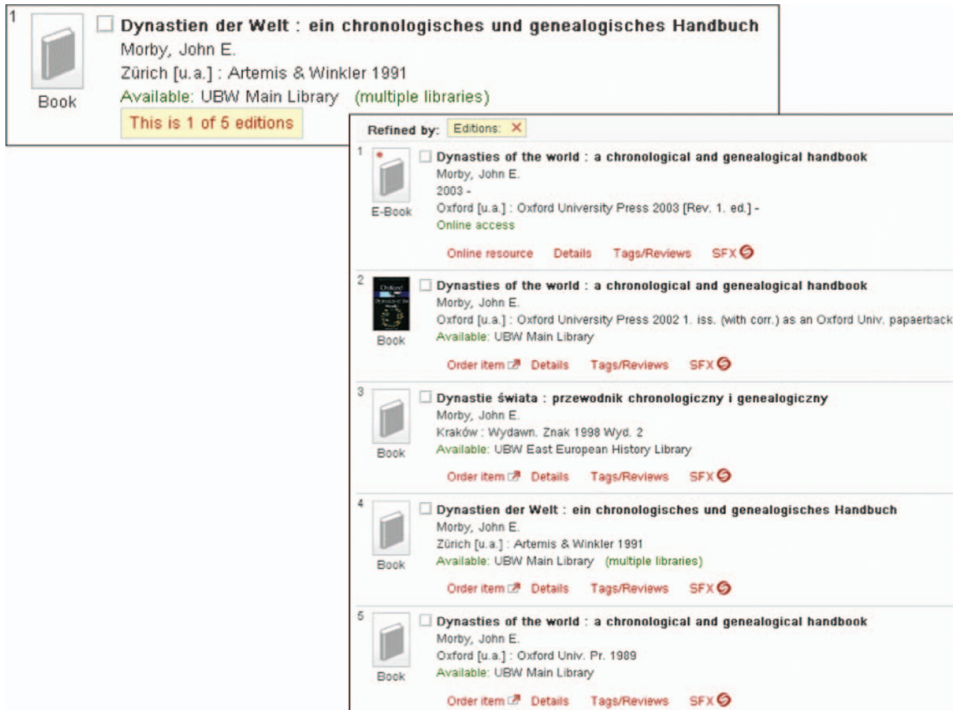 1
Dynastien der Welt : ein chronologisches und genealogisches Handbuch
Morby, John E.
Zürich [u.a.] : Artemis & Winkler 1991
Available: UBW Main Library (multiple libraries)
Book
This is 1 of 5 editions
Refined by: Editions: ✕
1
Dynasties of the world : a chronological and genealogical handbook
Morby, John E.
2003 -
Oxford [u.a.] : Oxford University Press 2003 [Rev. 1. ed.] -
E-Book
Online access
Online resource Details Tags/Reviews SFX
2
Dynasties of the world : a chronological and genealogical handbook
Morby, John E.
Oxford [u.a.] : Oxford University Press 2002 1. iss. (with corr.) as an Oxford Univ. papaerback
Available: UBW Main Library
Book
Order item Details Tags/Reviews SFX
3
Dynastie świata : przewodnik chronologiczny i genealogiczny
Morby, John E.
Kraków : Wydawn. Znak 1998 Wyd. 2
Available: UBW East European History Library
Book
Order item Details Tags/Reviews SFX
4
Dynastien der Welt : ein chronologisches und genealogisches Handbuch
Morby, John E.
Zürich [u.a.] : Artemis & Winkler 1991
Available: UBW Main Library (multiple libraries)
Book
Order item Details Tags/Reviews SFX
5
Dynasties of the world : a chronological and genealogical handbook
Morby, John E.
Oxford [u.a.] : Oxford Univ. Pr. 1989
Available: UBW Main Library
Book
Order item Details Tags/Reviews SFX